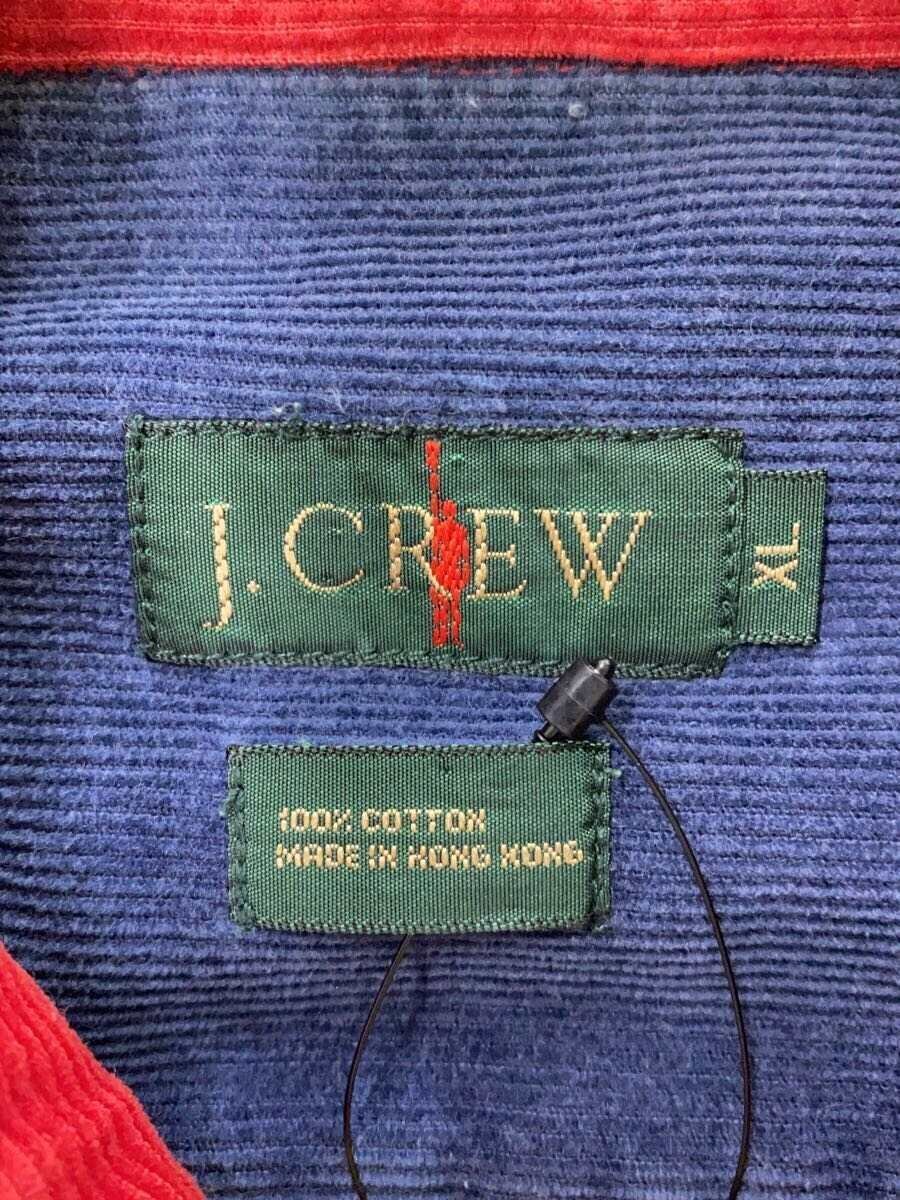 J.CREW
XL
100% COTTON
MADE IN HONG KONG